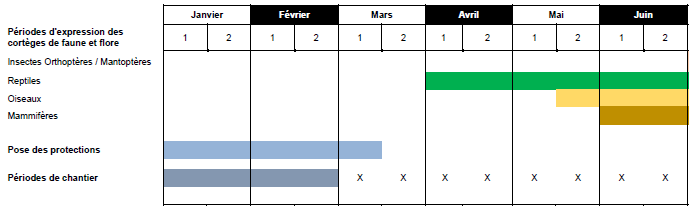 Janvier Février Mars Avril Mai Juin
Périodes d'expression des
cortèges de faune et flore
1 2 1 2 1 2 1 2 1 2 1 2
Insectes Orthoptères / Mantoptères
Reptiles
Oiseaux
Mammifères
Pose des protections
Périodes de chantier X X X X X X X X